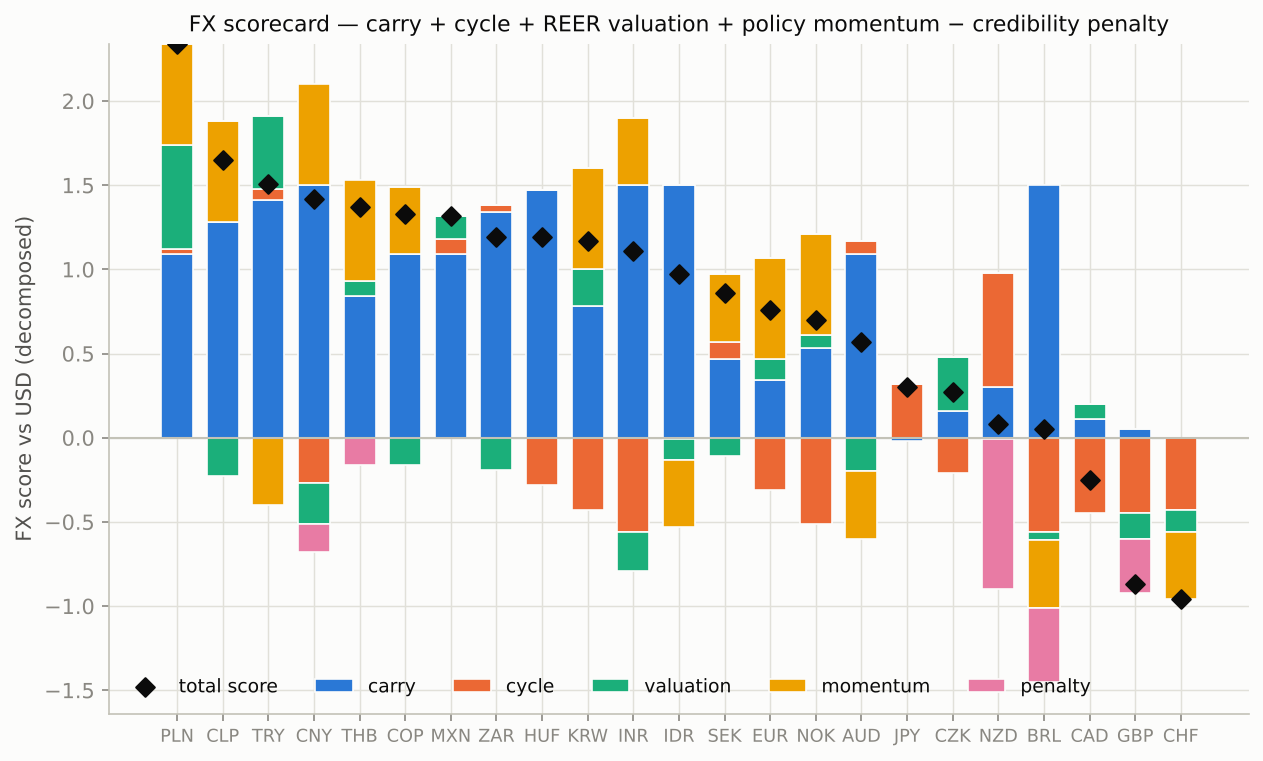 FX scorecard — carry + cycle + REER valuation + policy momentum − credibility penalty
FX score vs USD (decomposed)
2.0
1.5
1.0
0.5
0.0
−0.5
−1.0
−1.5
total score carry cycle valuation momentum penalty
PLN CLP TRY CNY THB COP MXN ZAR HUF KRW INR IDR SEK EUR NOK AUD JPY CZK NZD BRL CAD GBP CHF